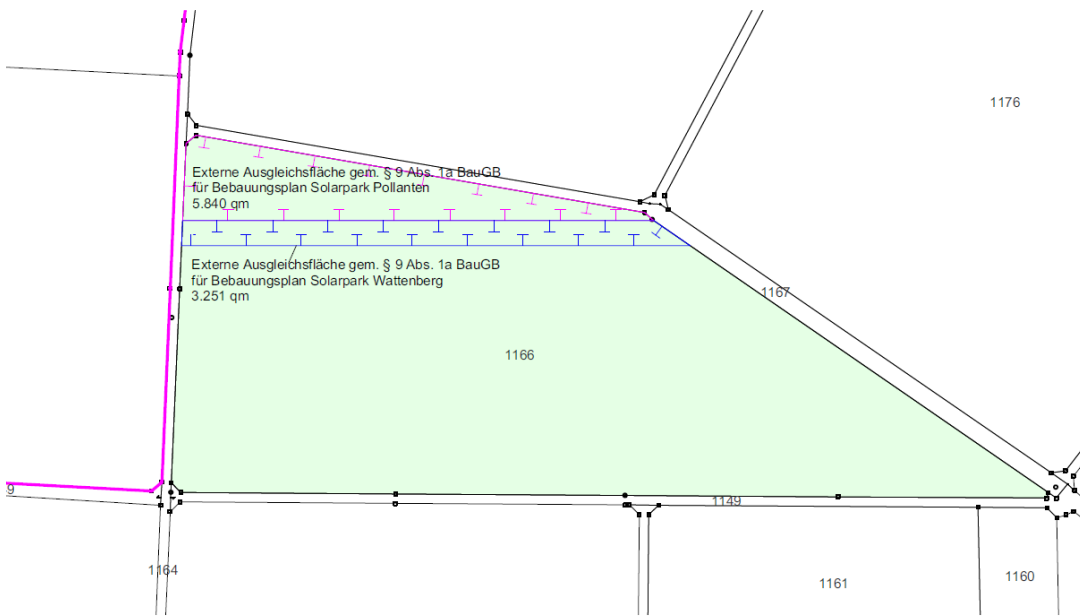 1176
Externe Ausgleichsfläche gem. § 9 Abs. 1a BauGB
für Bebauungsplan Solarpark Pollanten
5.840 qm
Externe Ausgleichsfläche gem. § 9 Abs. 1a BauGB
für Bebauungsplan Solarpark Wattenberg
3.251 qm
1167
1166
9
1149
1164
1161
1160